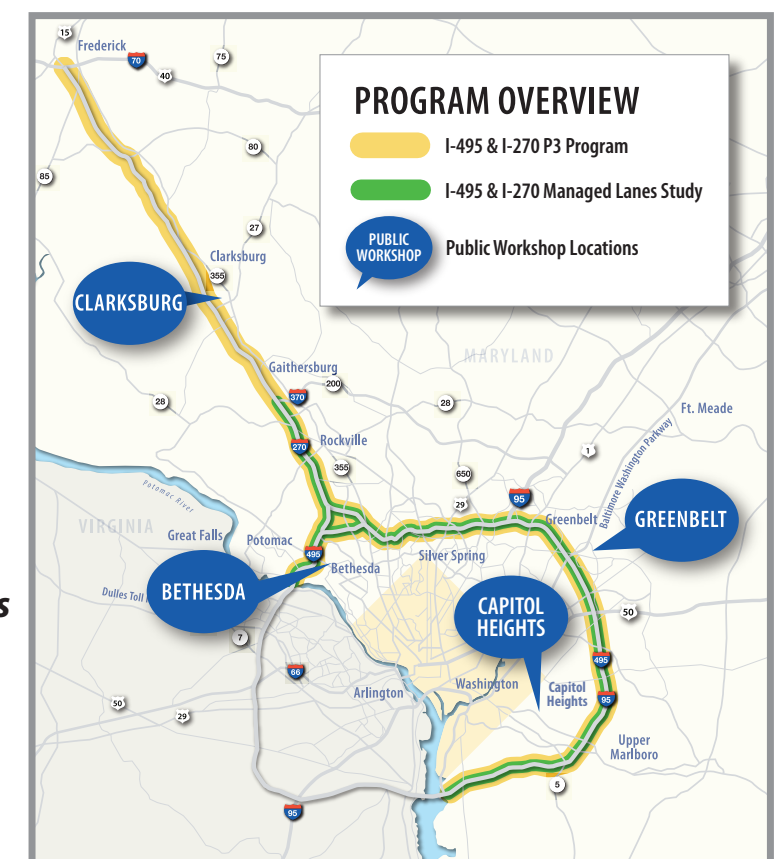 15
Frederick
70
75
40
PROGRAM OVERVIEW
I-495 & I-270 P3 Program
I-495 & I-270 Managed Lanes Study
PUBLIC
WORKSHOP
Public Workshop Locations
80
85
27
Clarksburg
355
CLARKSBURG
MARYLAND
Gaithersburg
200
370
28
28
Ft. Meade
270
Rockville
355
1
650
29
95
Baltimore Washington Parkway
Potomac River
VIRGINIA
Great Falls
Potomac
495
Greenbelt
GREENBELT
Silver Spring
Bethesda
BETHESDA
Dulles Toll
s
CAPITOL
HEIGHTS
50
7
66
495
Arlington
Washington
Capitol
Heights
95
50
29
Upper
Marlboro
5
95